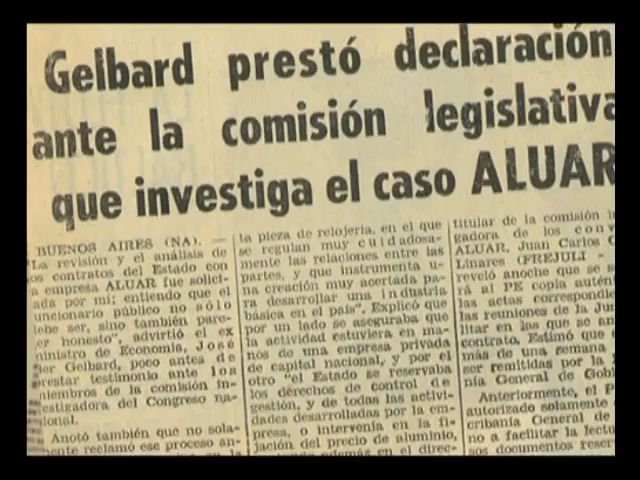 Gelbard prestó declaración
ante la comisión legislativa
que investiga el caso ALUAR
BUENOS AIRES (NA). —
"La revisión y el análisis de
los contratos del Estado con
la empresa ALUAR fue solici-
tada por mí; entiendo que el
funcionario público no sólo
debe ser, sino también pare-
cer honesto", advirtió el ex
ministro de Economía José
Ber Gelbard, poco antes de
prestar testimonio ante los
miembros de la comisión in-
vestigadora del Congreso na-
cional.
Anotó también que no sola-
mente reclamó ese proceso an-
ta pieza de relojería, en el que
se regulan muy cuidadosa-
mente las relaciones entre las
partes, y que instrumenta u-
na creación muy acertada pa-
ra desarrollar una industria
básica en el país". Explicó que
por un lado se aseguraba que
la actividad estuviera en ma-
nos de una empresa privada
de capital nacional, y por el
otro "el Estado se reservaba
los derechos de control de
gestión, y de todas las activi-
dades desarrolladas por la em-
presa, o intervenía en la fi-
jación del precio de aluminio,
además en el direc-
titular de la comisión in
gadora de los conv
ALUAR, Juan Carlos C
Linares (FREJULI -
reveló anoche que se s
rá al PE copia autén
las actas correspondie
las reuniones de la Jun
litar en los que se an
contrato. Estimó que
más de una semana
ser remitidas por la
nía General de Gobi
Anteriormente, el P
autorizado solamente
cribanía General de
no a facilitar la lectu
sos documentos reser